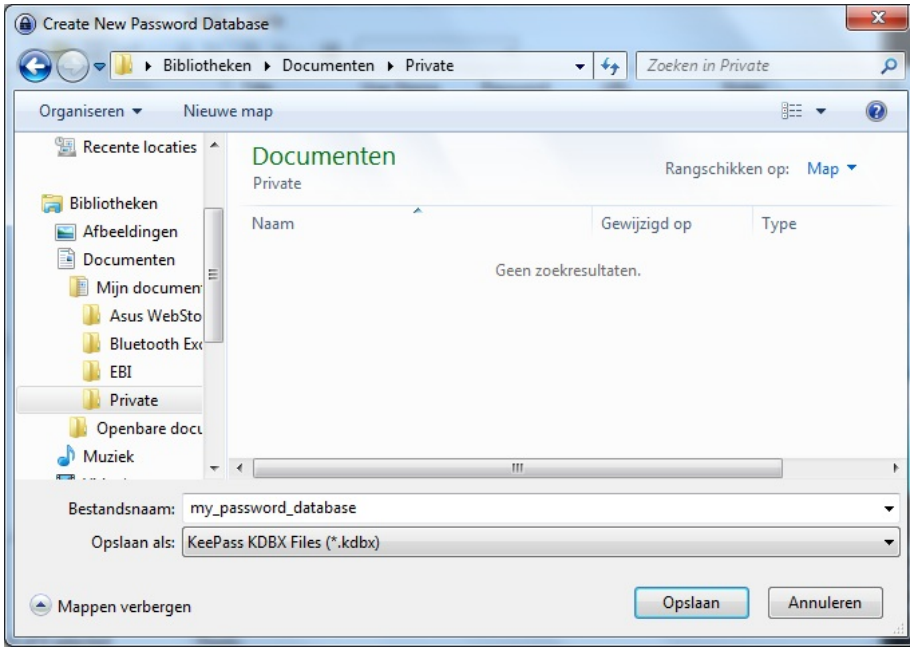 Create New Password Database
Bibliotheken Documenten Private
Zoeken in Private
Organiseren Nieuwe map
Recente locaties
Bibliotheken
Afbeeldingen
Documenten
Mijn documen
Asus WebSto
Bluetooth Exc
EBI
Private
Openbare docu
Muziek
Documenten
Private
Rangschikken op: Map
Naam Gewijzigd op Type
Geen zoekresultaten.
Bestandsnaam: my_password_database
Opslaan als: KeePass KDBX Files (*.kdbx)
Mappen verbergen Opslaan Annuleren